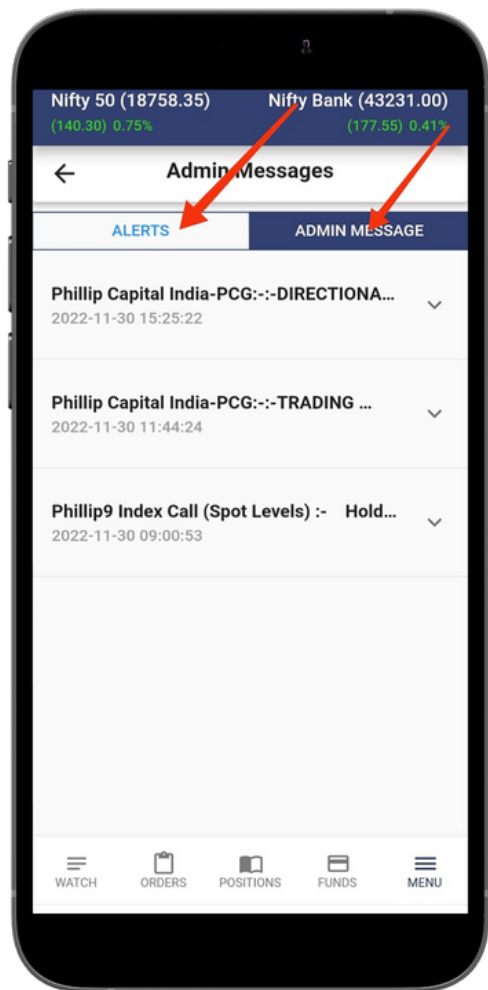 Nifty 50 (18758.35) Nifty Bank (43231.00)
(140.30) 0.75% (177.55) 0.41%
Admin Messages
ALERTS ADMIN MESSAGE
Phillip Capital India-PCG:-:-DIRECTIONA...
2022-11-30 15:25:22
Phillip Capital India-PCG:-:-TRADING ...
2022-11-30 11:44:24
Phillip9 Index Call (Spot Levels) :- Hold...
2022-11-30 09:00:53
WATCH ORDERS POSITIONS FUNDS MENU